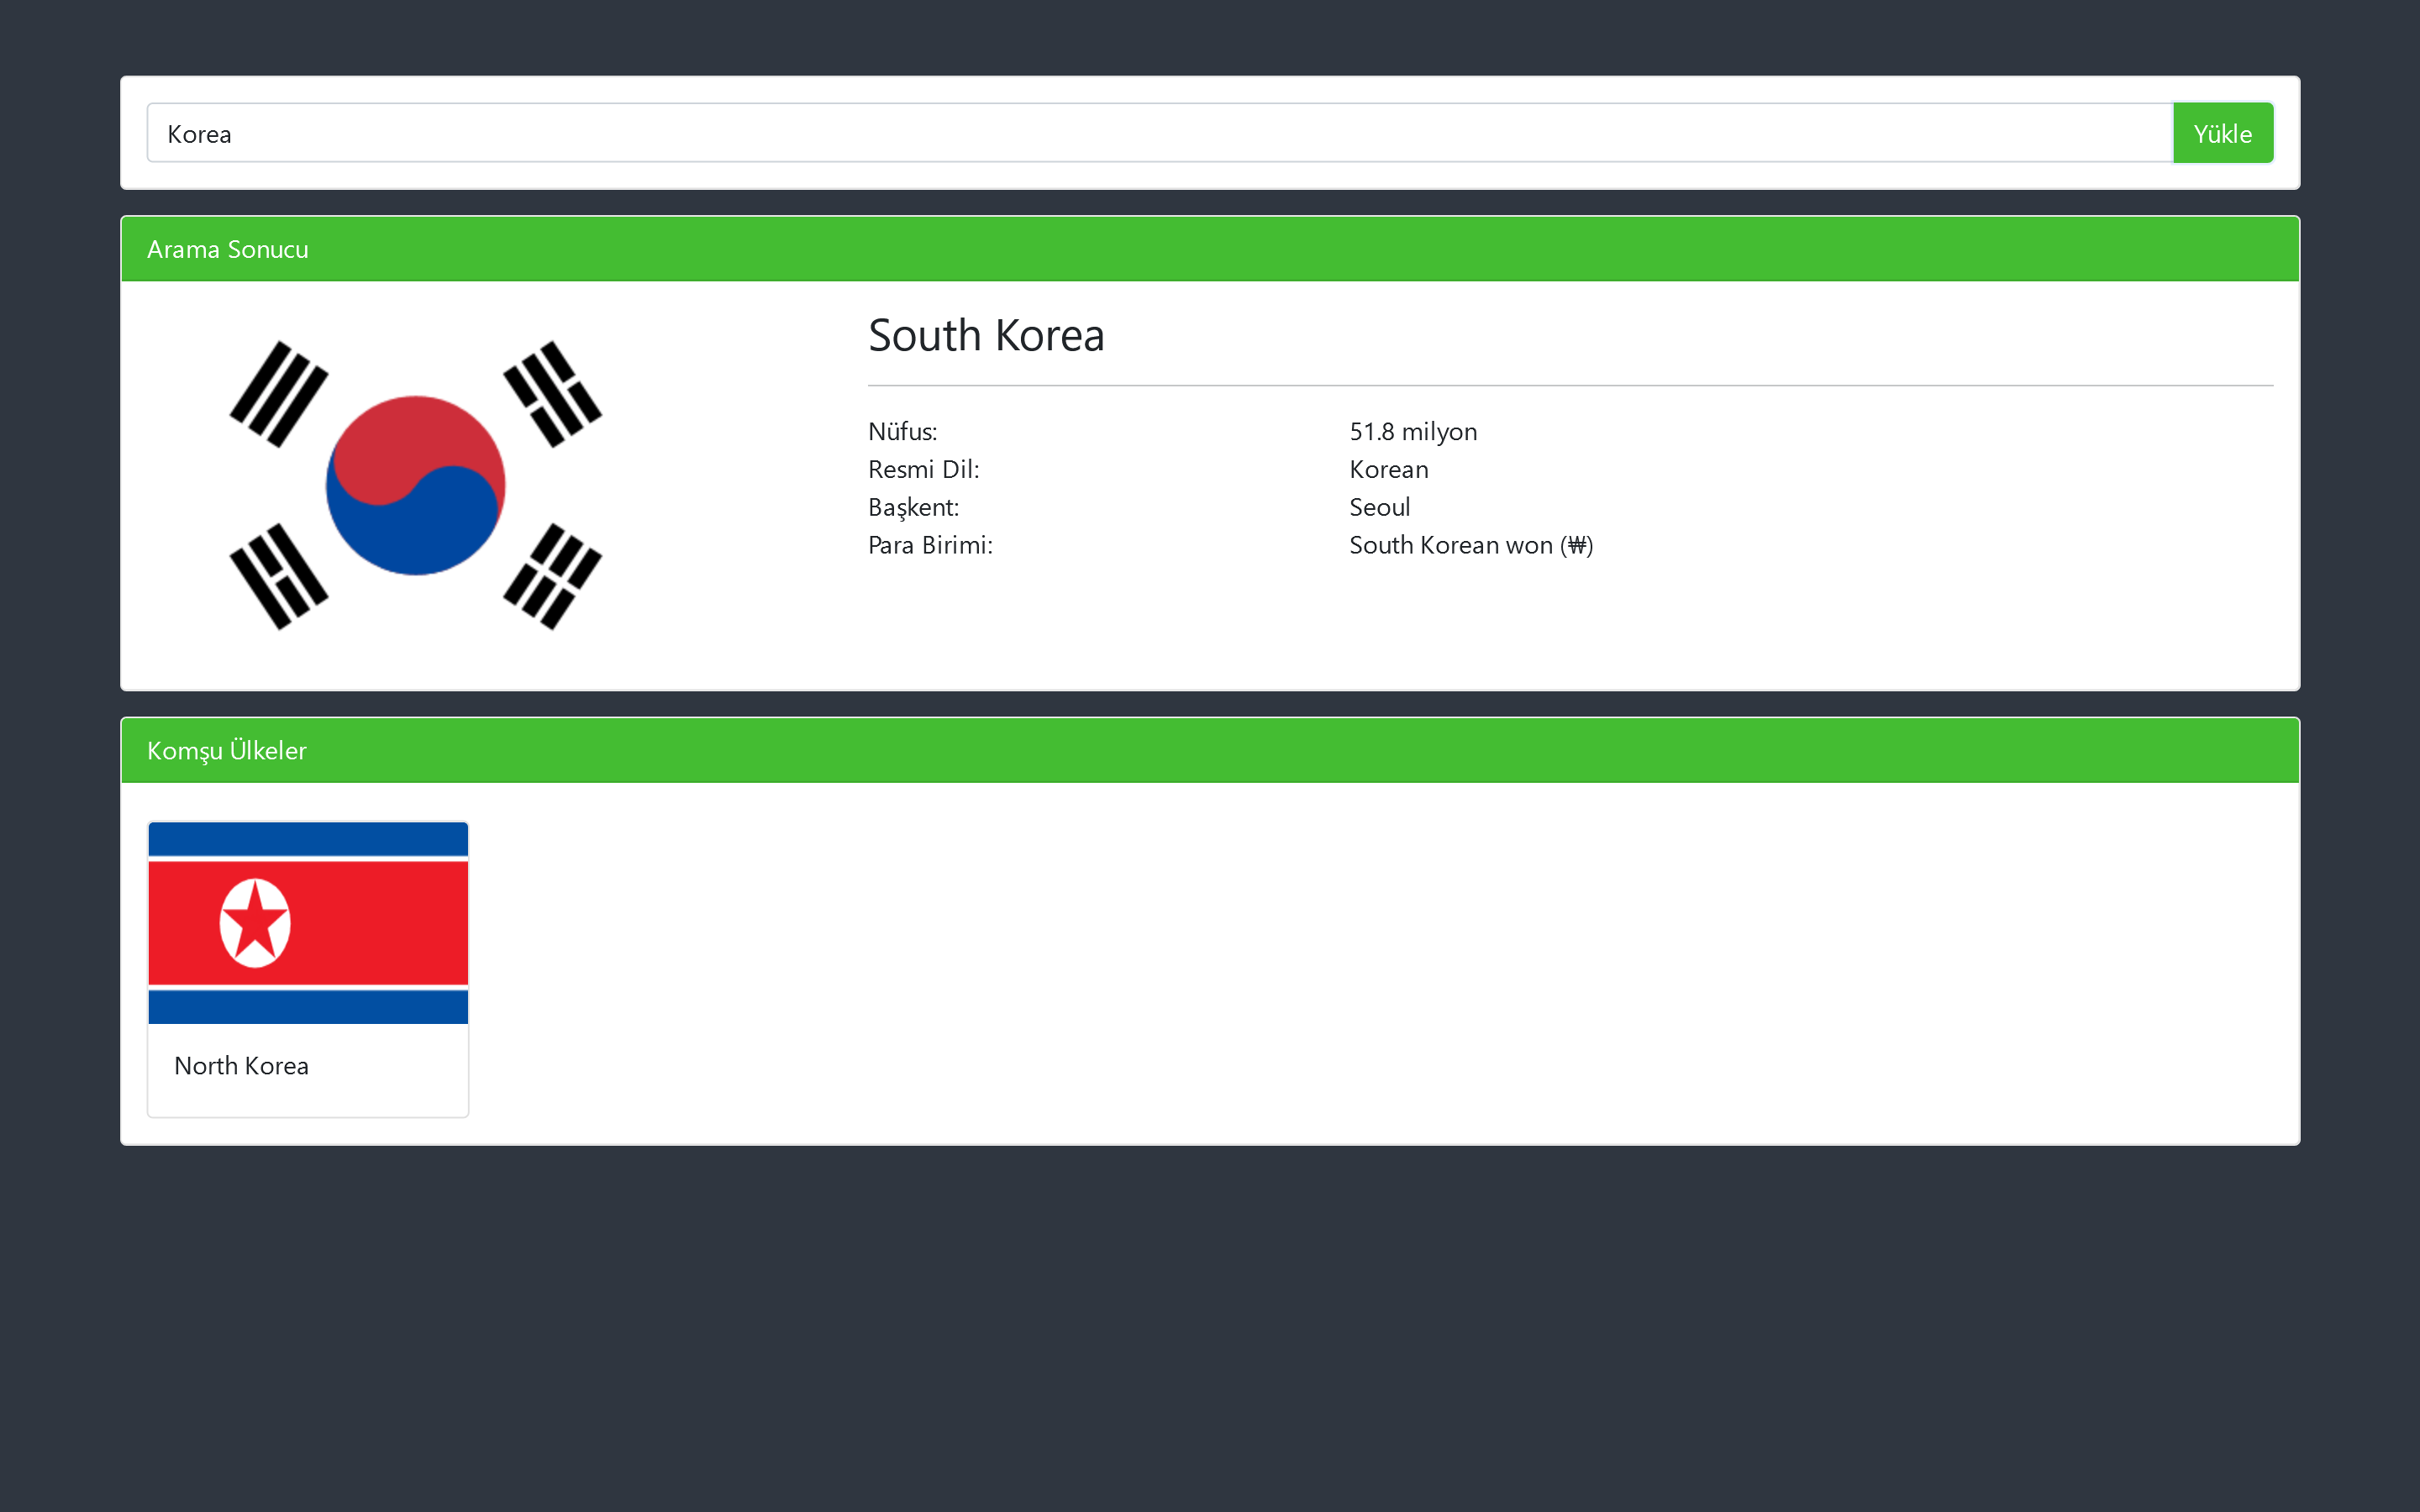 Korea
Yükle
Arama Sonucu
South Korea
Nüfus: 51.8 milyon
Resmi Dil: Korean
Başkent: Seoul
Para Birimi: South Korean won (₩)
Komşu Ülkeler
North Korea